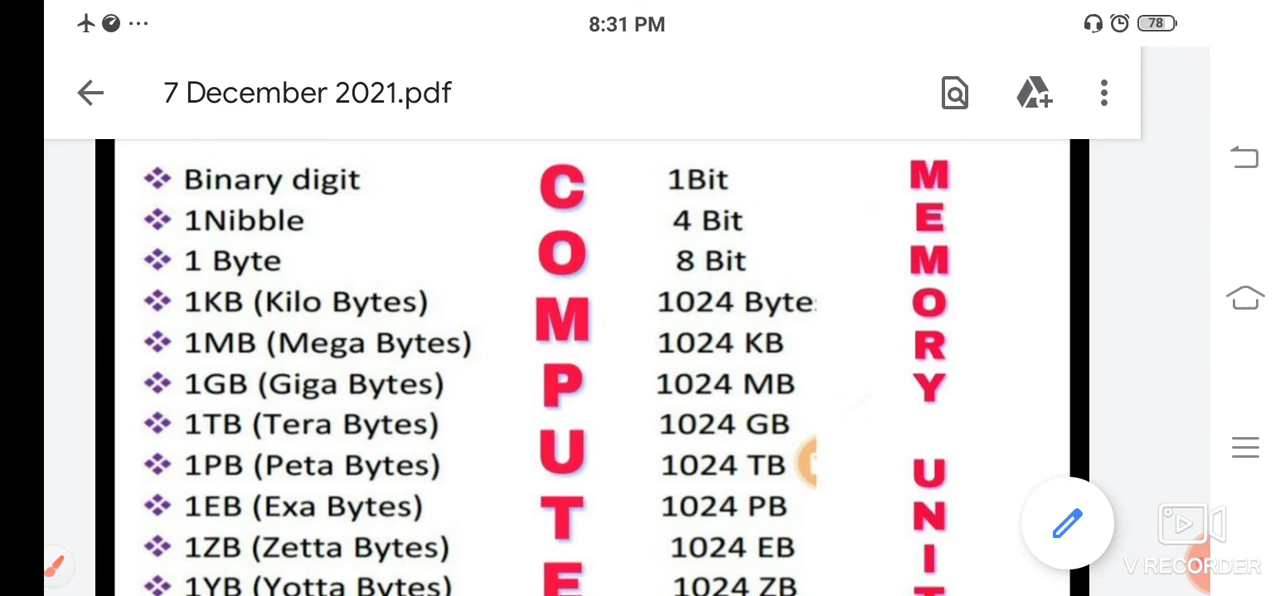 8:31 PM
78
7 December 2021.pdf
Binary digit 1Bit
1Nibble 4 Bit
1 Byte 8 Bit
1KB (Kilo Bytes) 1024 Byte
1MB (Mega Bytes) 1024 KB
1GB (Giga Bytes) 1024 MB
1TB (Tera Bytes) 1024 GB
1PB (Peta Bytes) 1024 TB
1EB (Exa Bytes) 1024 PB
1ZB (Zetta Bytes) 1024 EB
1YB (Yotta Bytes) 1024 ZB
COMPUTE
MEMORY
UNIT
V RECORDER